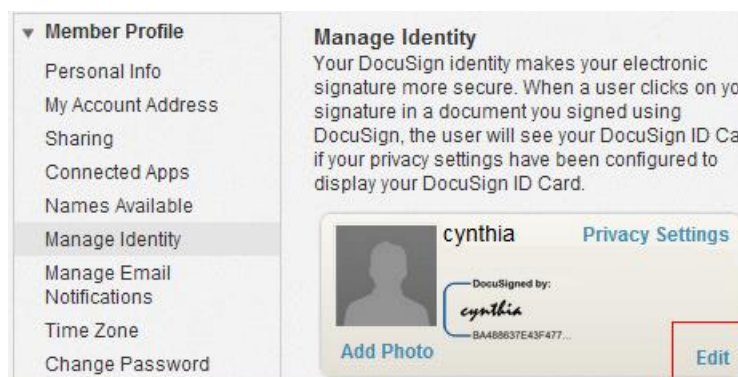 Member Profile
Personal Info
My Account Address
Sharing
Connected Apps
Names Available
Manage Identity
Manage Email
Notifications
Time Zone
Change Password
Manage Identity
Your DocuSign identity makes your electronic
signature more secure. When a user clicks on yo
signature in a document you signed using
DocuSign, the user will see your DocuSign ID Ca
if your privacy settings have been configured to
display your DocuSign ID Card.
cynthia
Privacy Settings
DocuSigned by:
cynthia
BA488637E43F477...
Add Photo
Edit